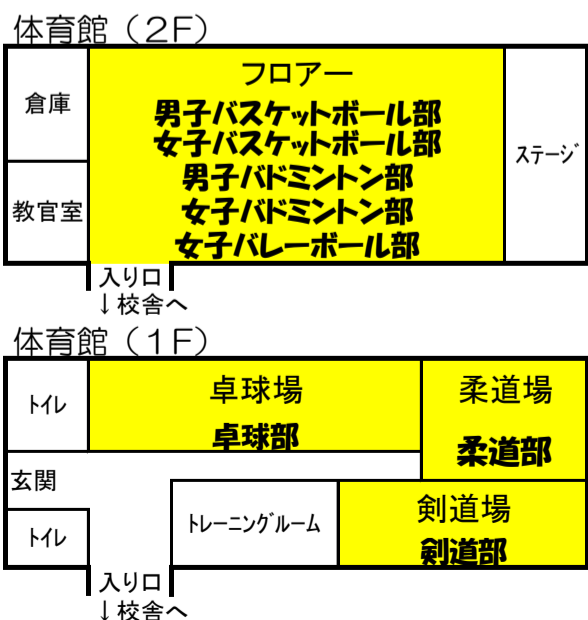 体育館（２Ｆ）
フロアー
倉庫
男子バスケットボール部
女子バスケットボール部
ｽﾃｰｼﾞ
男子バドミントン部
教官室
女子バドミントン部
女子バレーボール部
入り口
↓校舎へ
体育館（１Ｆ）
ﾄｲﾚ
卓球場
卓球部
柔道場
柔道部
玄関
ﾄｲﾚ
ﾄﾚｰﾆﾝｸﾞﾙｰﾑ
剣道場
剣道部
入り口
↓校舎へ